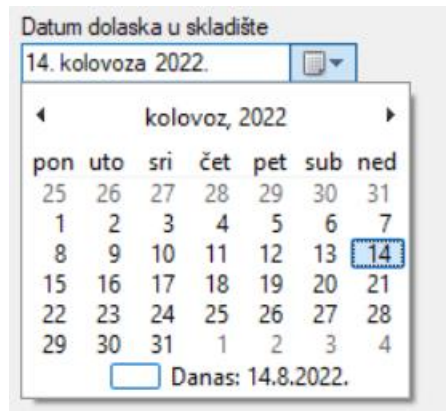 Datum dolaska u skladište
14. kolovoza 2022.
kolovoz, 2022
pon uto sri čet pet sub ned
25 26 27 28 29 30 31
1 2 3 4 5 6 7
8 9 10 11 12 13 14
15 16 17 18 19 20 21
22 23 24 25 26 27 28
29 30 31 1 2 3 4
Danas: 14.8.2022.